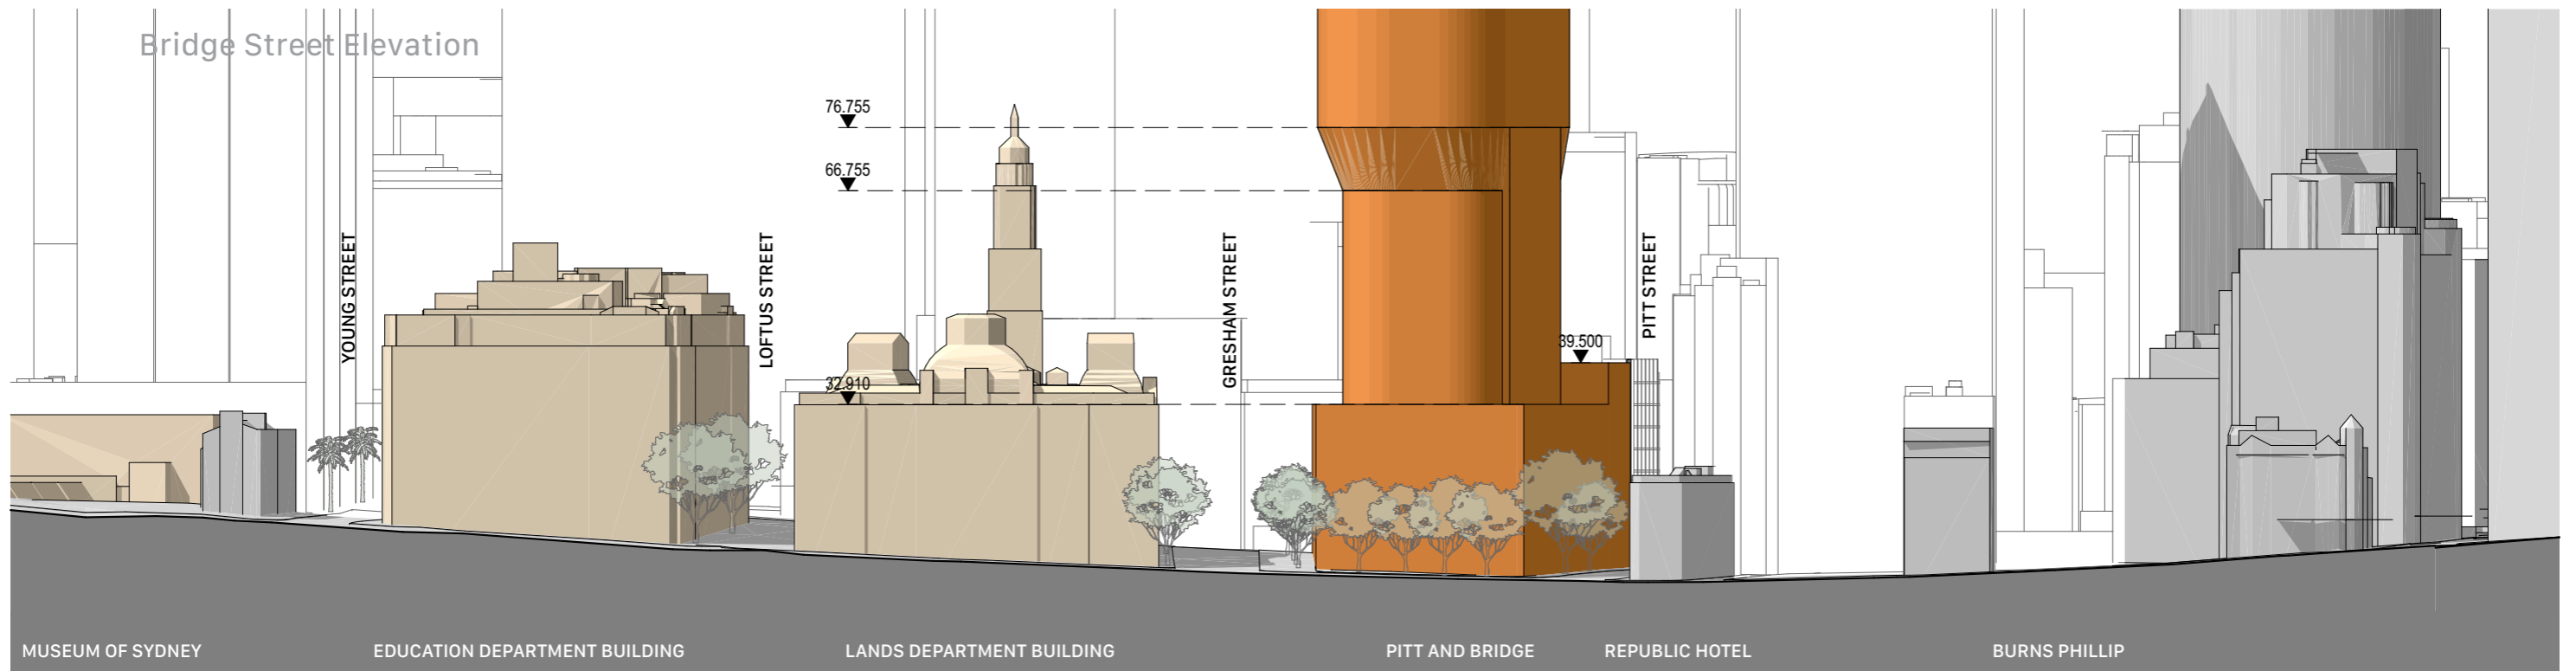 Bridge Street Elevation
76.755
66.755
YOUNG STREET
LOFTUS STREET
GRESHAM STREET
PITT STREET
39.500
32.910
MUSEUM OF SYDNEY
EDUCATION DEPARTMENT BUILDING
LANDS DEPARTMENT BUILDING
PITT AND BRIDGE
REPUBLIC HOTEL
BURNS PHILLIP